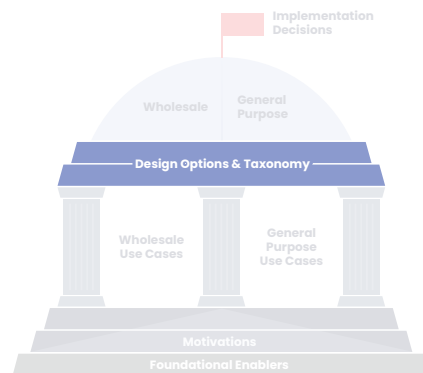 Implementation
Decisions
Wholesale
General
Purpose
Design Options & Taxonomy
Wholesale
Use Cases
General
Purpose
Use Cases
Motivations
Foundational Enablers